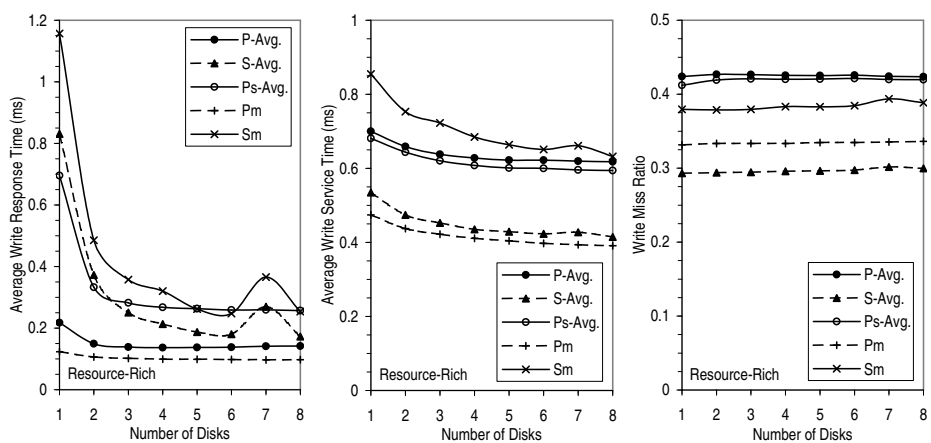 Average Write Response Time (ms)
1.2
1
0.8
0.6
0.4
0.2
0
P-Avg.
S-Avg.
Ps-Avg.
Pm
Sm
Resource-Rich
1 2 3 4 5 6 7 8
Number of Disks
Average Write Service Time (ms)
1
0.8
0.6
0.4
0.2
0
P-Avg.
S-Avg.
Ps-Avg.
Pm
Sm
Resource-Rich
1 2 3 4 5 6 7 8
Number of Disks
Write Miss Ratio
0.5
0.4
0.3
0.2
0.1
0
P-Avg.
S-Avg.
Ps-Avg.
Pm
Sm
Resource-Rich
1 2 3 4 5 6 7 8
Number of Disks